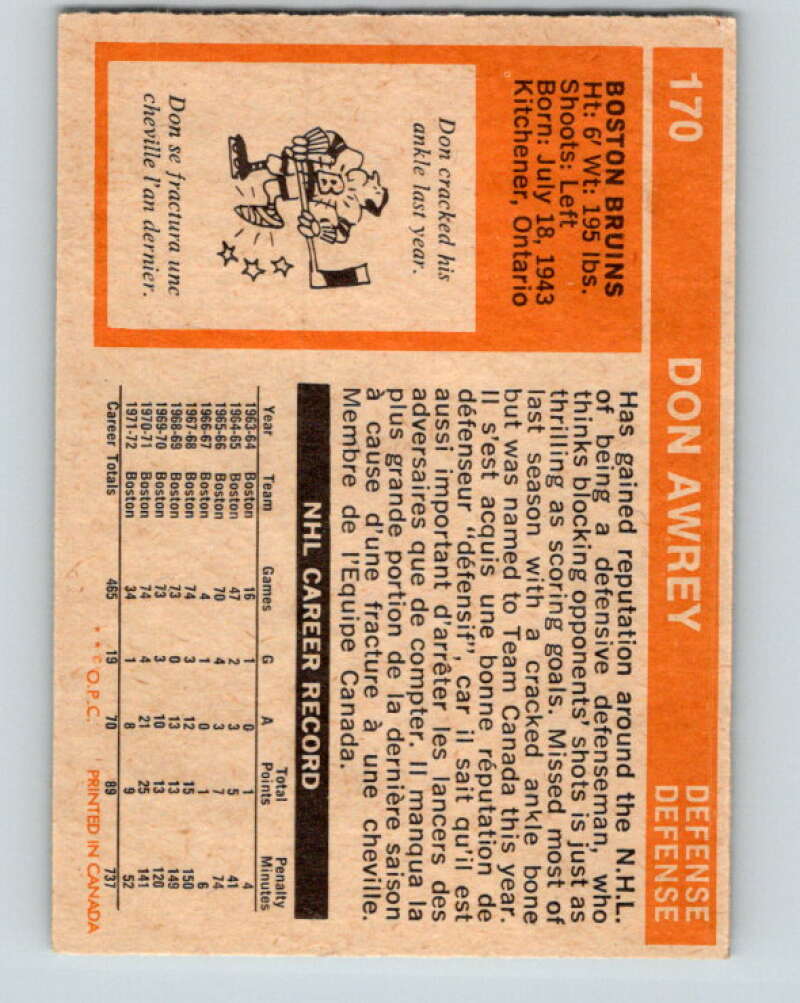 170 DON AWREY DEFENSE
DEFENSE
BOSTON BRUINS
Ht: 6' Wt: 195 lbs.
Shoots: Left
Born: July 18, 1943
Kitchener, Ontario
Don cracked his
ankle last year.
B
Don se fractura une
cheville l'an dernier.
Has gained reputation around the N.H.L.
of being a defensive defenseman, who
thinks blocking opponents' shots is just as
thrilling as scoring goals. Missed most of
last season with a cracked ankle bone
but was named to Team Canada this year.
Il s'est acquis une bonne réputation de
défenseur "défensif", car il sait qu'il est
aussi important d'arrêter les lancers des
adversaires que de compter. Il manqua la
plus grande portion de la dernière saison
à cause d'une fracture à une cheville.
Membre de l'Equipe Canada.
NHL CAREER RECORD
Year Team Games G A Total Points Penalty Minutes
1963-64 Boston 16 1 0 1 4
1964-65 Boston 47 2 3 5 41
1965-66 Boston 70 4 3 7 74
1966-67 Boston 4 1 0 1 6
1967-68 Boston 74 3 12 15 150
1968-69 Boston 73 0 13 13 149
1969-70 Boston 73 3 10 13 120
1970-71 Boston 74 4 21 25 141
1971-72 Boston 34 1 8 9 52
Career Totals 465 19 70 89 737
* * © O.P.C. PRINTED IN CANADA